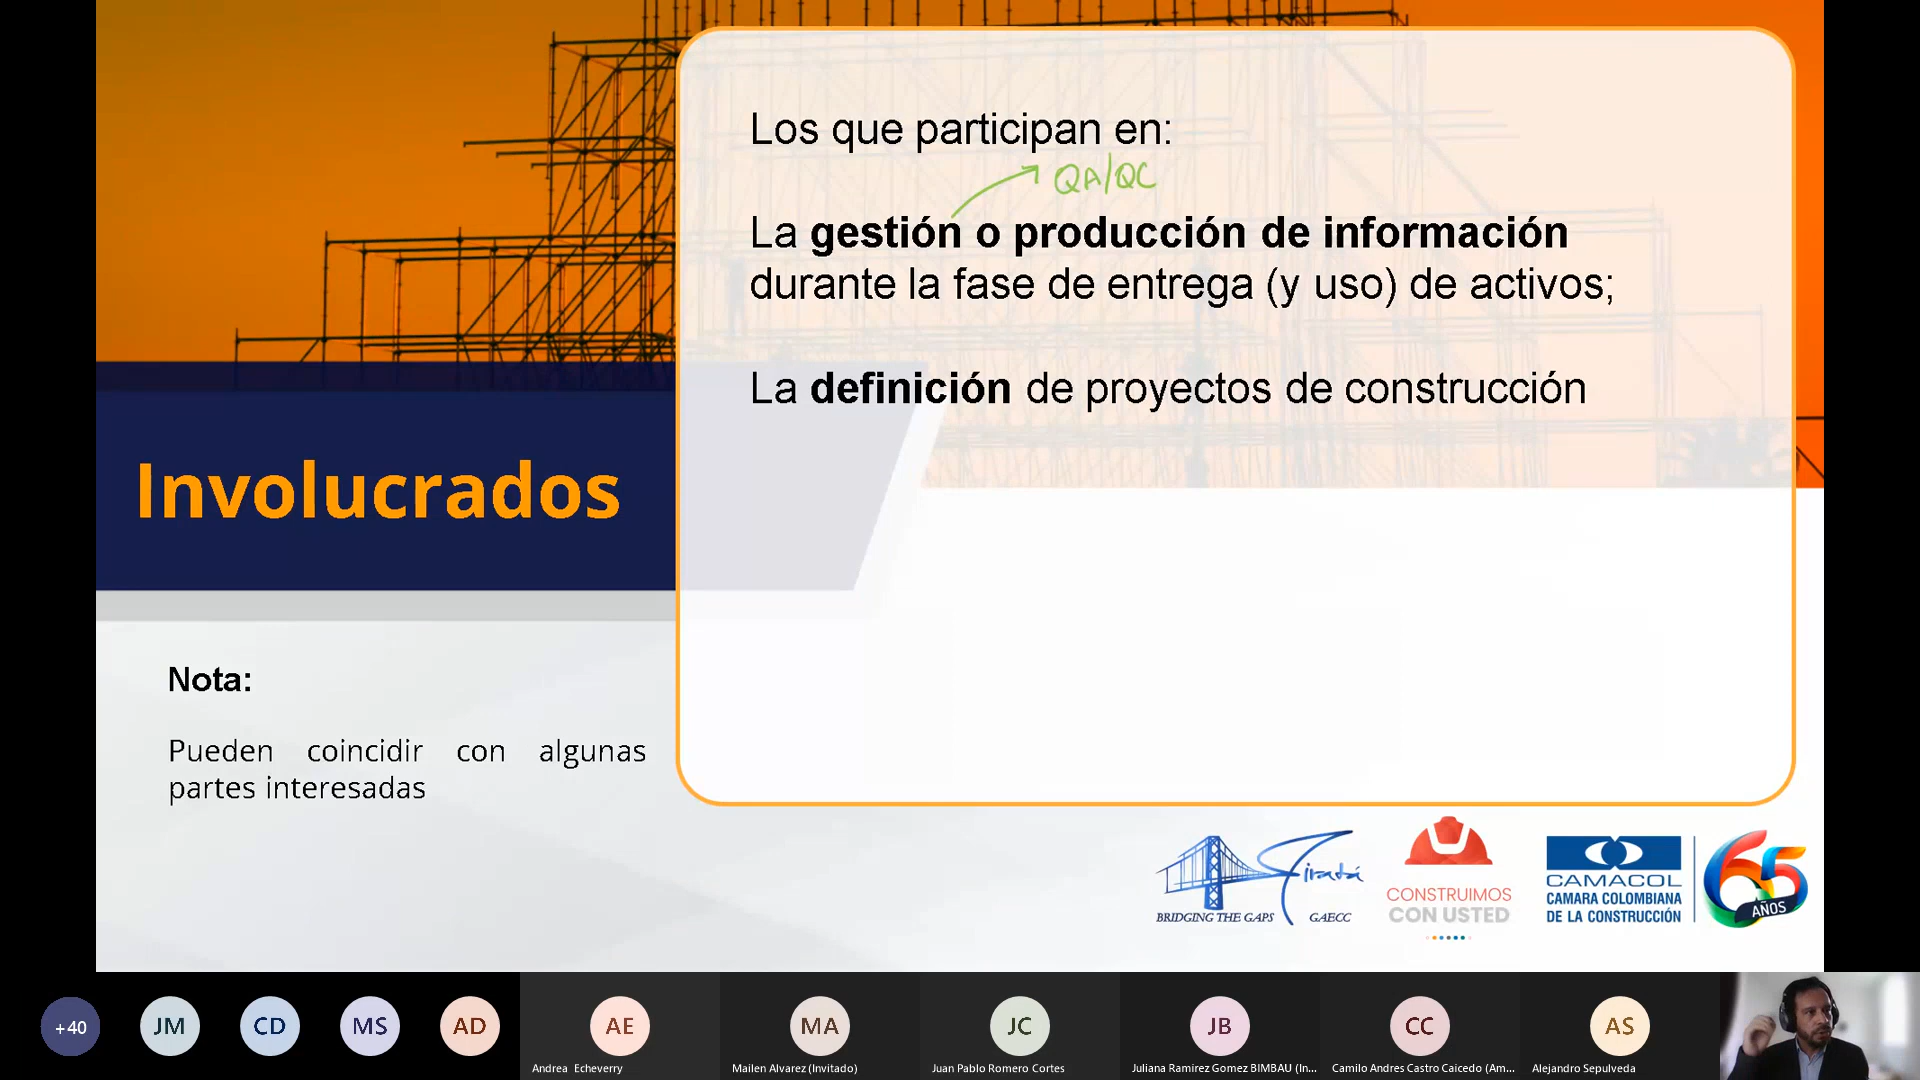 Los que participan en:
QA/QC
La gestión o producción de información
durante la fase de entrega (y uso) de activos;
La definición de proyectos de construcción
Involucrados
Nota:
Pueden coincidir con algunas
partes interesadas
BRIDGING THE GAPS GAECC
CONSTRUIMOS
CON USTED
CAMACOL
CAMARA COLOMBIANA
DE LA CONSTRUCCIÓN
65
AÑOS
+40
JM
CD
MS
AD
AE
MA
JC
JB
CC
AS
Andrea Echeverry
Mailen Alvarez (Invitado)
Juan Pablo Romero Cortes
Juliana Ramirez Gomez BIMBAU (In...
Camilo Andres Castro Caicedo (Am...
Alejandro Sepulveda